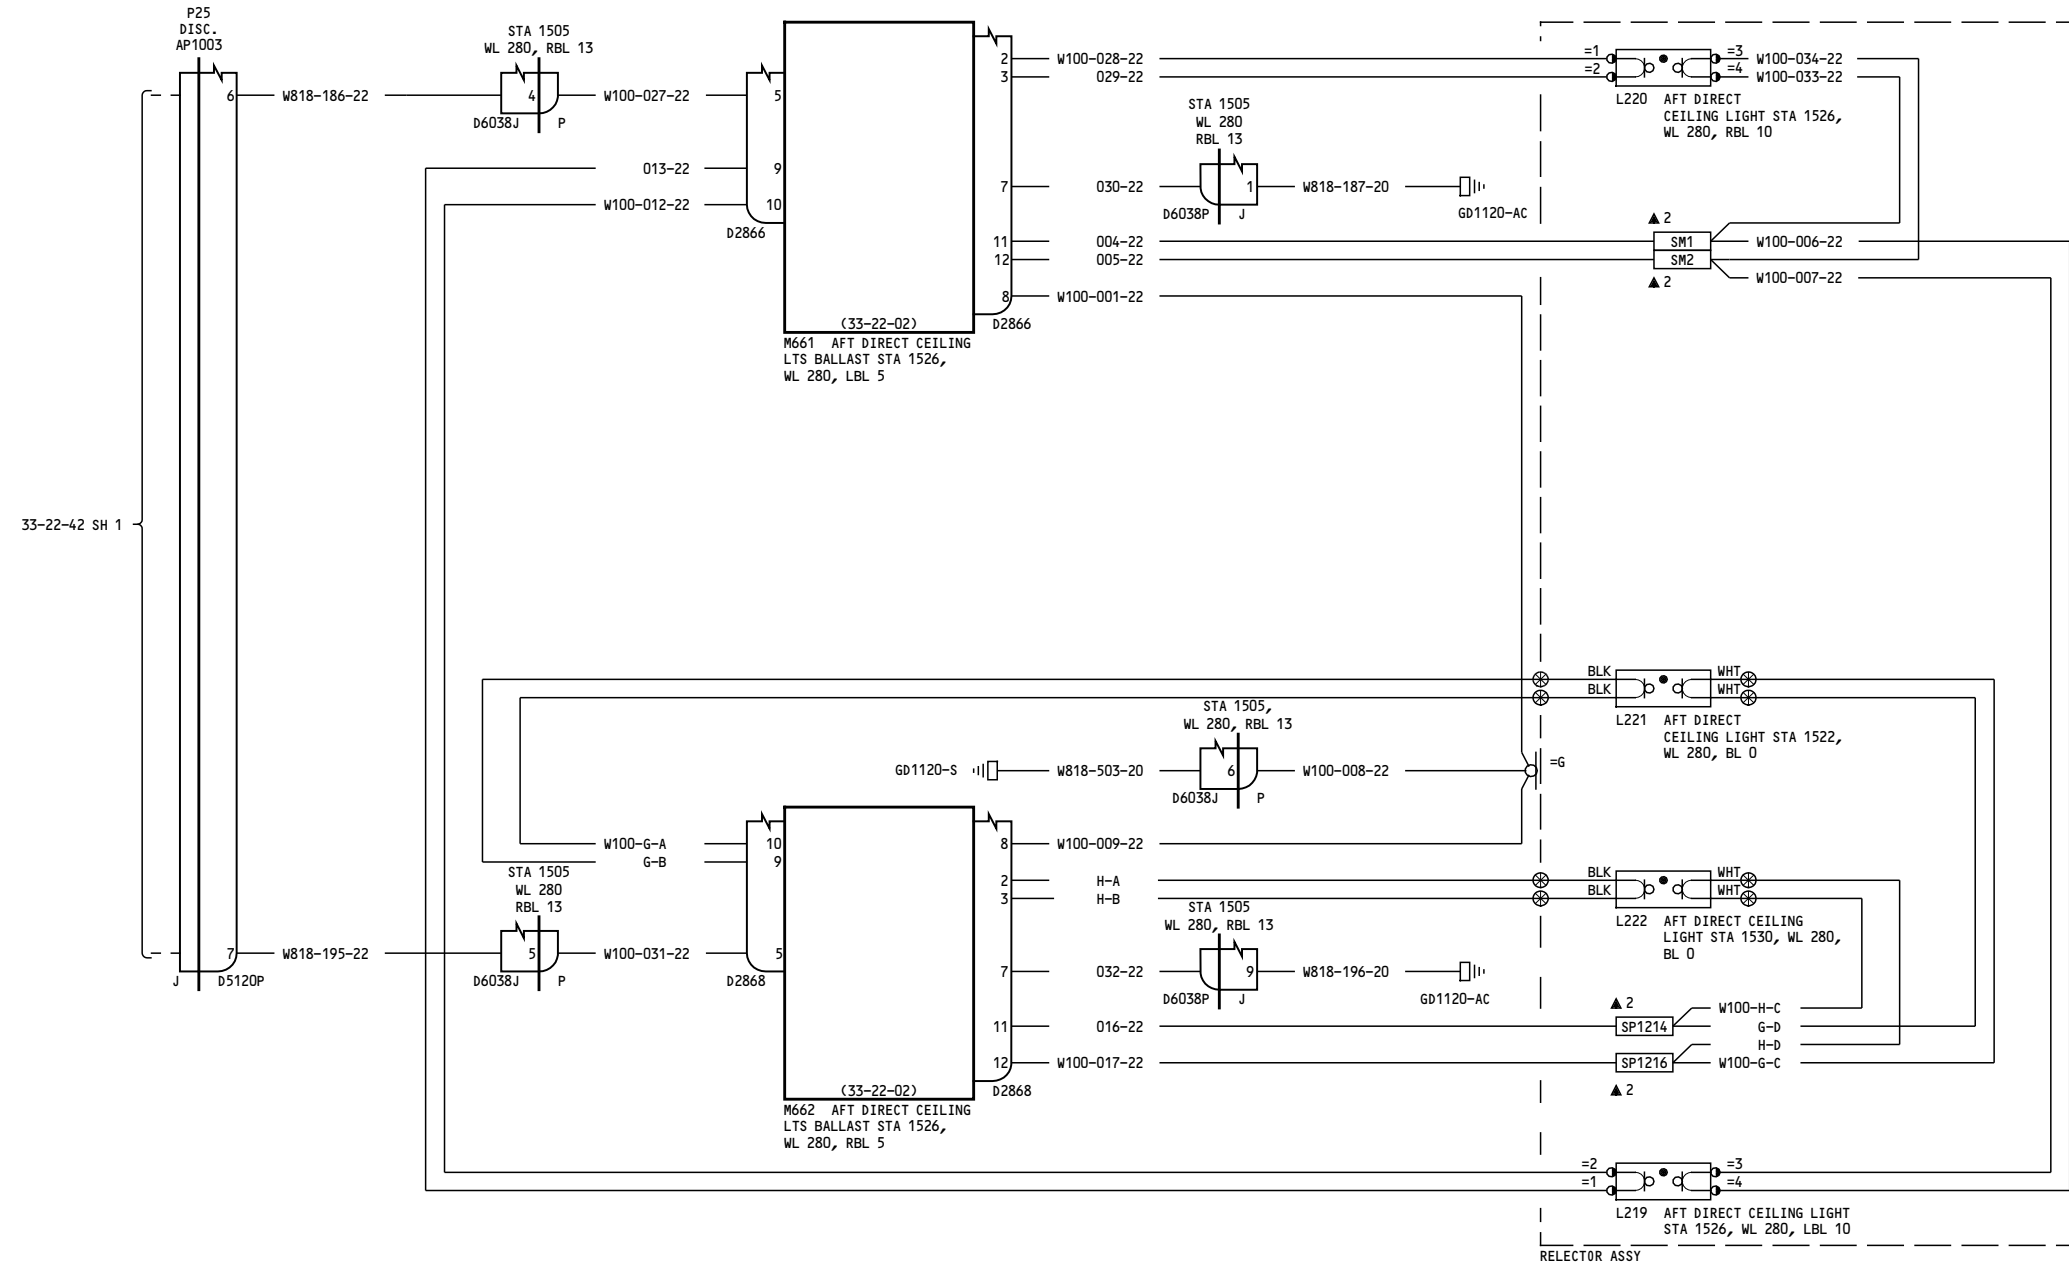 P25
DISC.
AP1003
STA 1505
WL 280, RBL 13
6
W818-186-22
4
D6038J
P
W100-027-22
5
013-22
9
W100-012-22
10
D2866
(33-22-02)
M661 AFT DIRECT CEILING
LTS BALLAST STA 1526,
WL 280, LBL 5
2
W100-028-22
3
029-22
7
030-22
STA 1505
WL 280
RBL 13
1
D6038P
J
W818-187-20
GD1120-AC
11
004-22
12
005-22
8
W100-001-22
D2866
=1
=2
=3
W100-034-22
=4
W100-033-22
L220 AFT DIRECT
CEILING LIGHT STA 1526,
WL 280, RBL 10
2
SM1
W100-006-22
SM2
W100-007-22
2
33-22-42 SH 1
BLK
WHT
BLK
WHT
L221 AFT DIRECT
CEILING LIGHT STA 1522,
WL 280, BL 0
STA 1505,
WL 280, RBL 13
GD1120-S
W818-503-20
6
D6038J
P
W100-008-22
=G
W100-G-A
10
G-B
9
STA 1505
WL 280
RBL 13
7
W818-195-22
5
D6038J
P
W100-031-22
5
D2868
J
D5120P
(33-22-02)
M662 AFT DIRECT CEILING
LTS BALLAST STA 1526,
WL 280, RBL 5
8
W100-009-22
2
H-A
3
H-B
STA 1505
WL 280, RBL 13
7
032-22
9
D6038P
J
W818-196-20
GD1120-AC
11
016-22
12
W100-017-22
D2868
BLK
WHT
BLK
WHT
L222 AFT DIRECT CEILING
LIGHT STA 1530, WL 280,
BL 0
2
SP1214
W100-H-C
G-D
H-D
SP1216
W100-G-C
2
=2
=3
=1
=4
L219 AFT DIRECT CEILING LIGHT
STA 1526, WL 280, LBL 10
RELECTOR ASSY